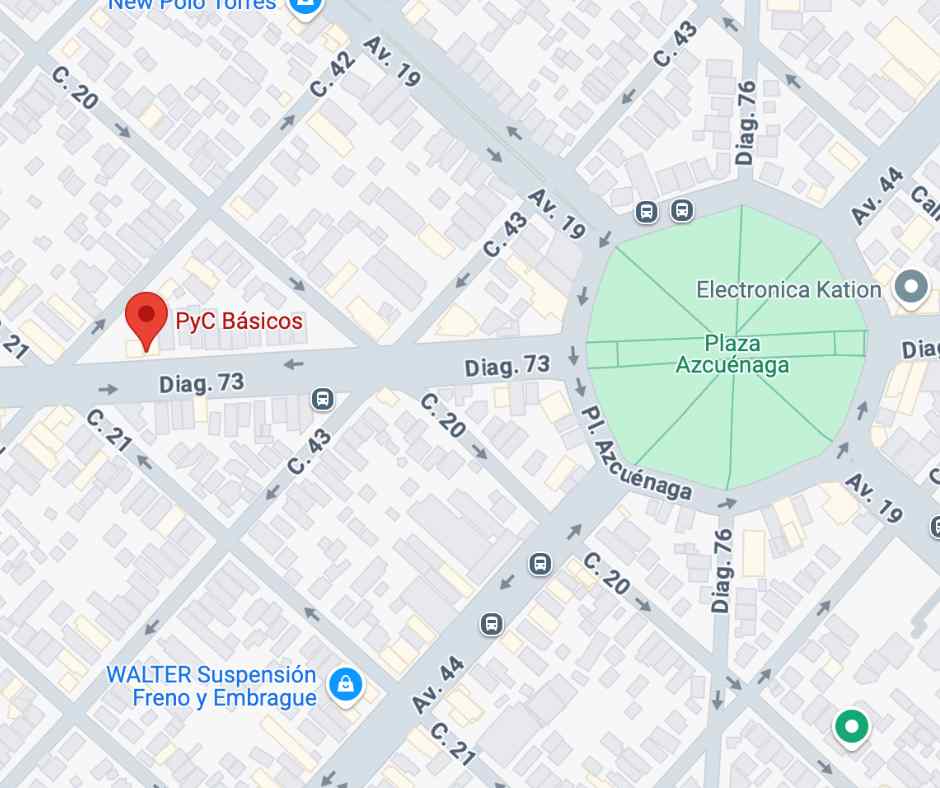 New Polo Torres
Av. 19
C. 42
C. 43
C. 20
Diag. 76
Av. 44
Av. 19
C. 43
Electronica Kation
PyC Básicos
21
Plaza
Azcuénaga
Diag. 73
Diag. 73
C. 20
C. 21
C. 43
Pl. Azcuénaga
Av. 19
Diag. 76
C. 20
WALTER Suspensión
Freno y Embrague
Av. 44
C. 21